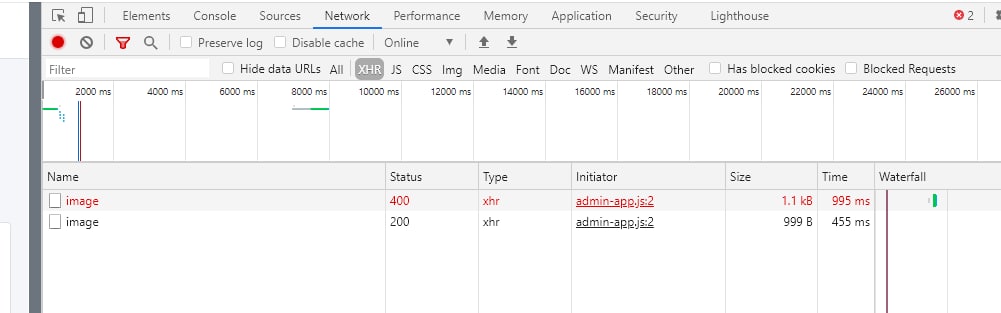 Elements Console Sources Network Performance Memory Application Security Lighthouse 2
Preserve log Disable cache Online
Filter Hide data URLs All XHR JS CSS Img Media Font Doc WS Manifest Other Has blocked cookies Blocked Requests
2000 ms 4000 ms 6000 ms 8000 ms 10000 ms 12000 ms 14000 ms 16000 ms 18000 ms 20000 ms 22000 ms 24000 ms 26000 ms
Name Status Type Initiator Size Time Waterfall
image 400 xhr admin-app.js:2 1.1 kB 995 ms
image 200 xhr admin-app.js:2 999 B 455 ms